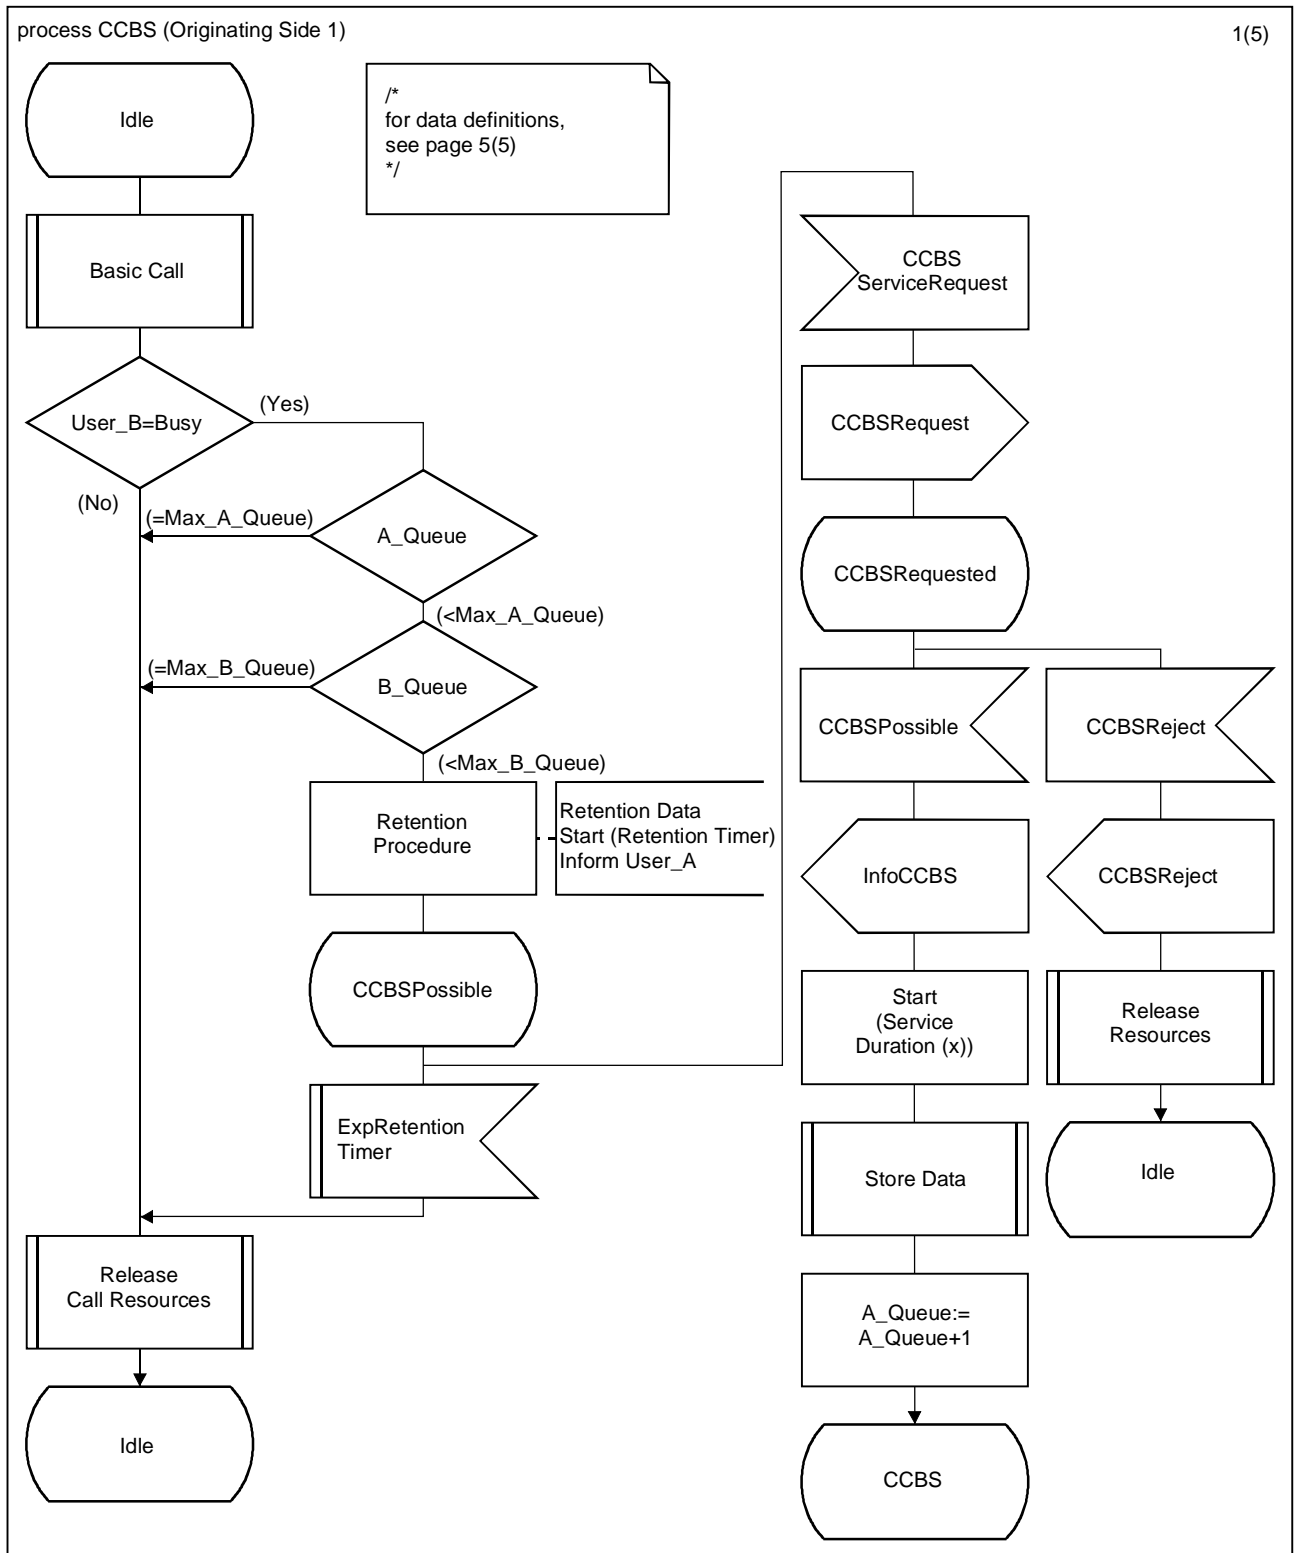 process CCBS (Originating Side 1)
1(5)
Idle
/*
for data definitions,
see page 5(5)
*/
Basic Call
User_B=Busy
(Yes)
(No)
(=Max_A_Queue)
A_Queue
(<Max_A_Queue)
(=Max_B_Queue)
B_Queue
(<Max_B_Queue)
Retention
Procedure
Retention Data
Start (Retention Timer)
Inform User_A
CCBSPossible
ExpRetention
Timer
Release
Call Resources
Idle
CCBS
ServiceRequest
CCBSRequest
CCBSRequested
CCBSPossible
InfoCCBS
Start
(Service
Duration (x))
Store Data
A_Queue:=
A_Queue+1
CCBS
CCBSReject
CCBSReject
Release
Resources
Idle